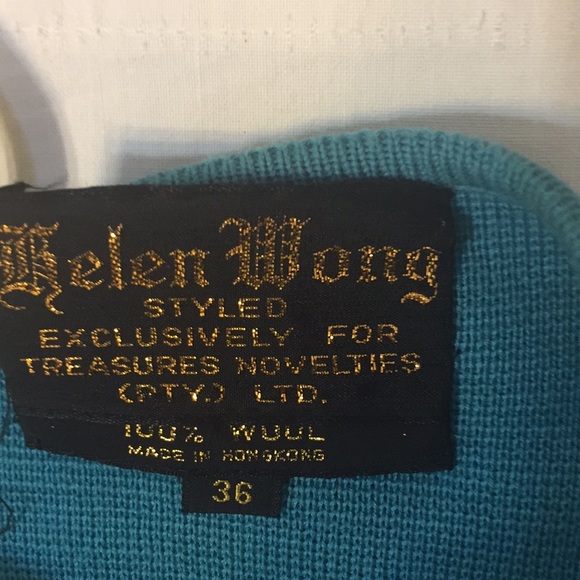 Helen Wong
STYLED
EXCLUSIVELY FOR
TREASURES NOVELTIES
(PTY.) LTD.
100% WOOL
MADE IN HONGKONG
36